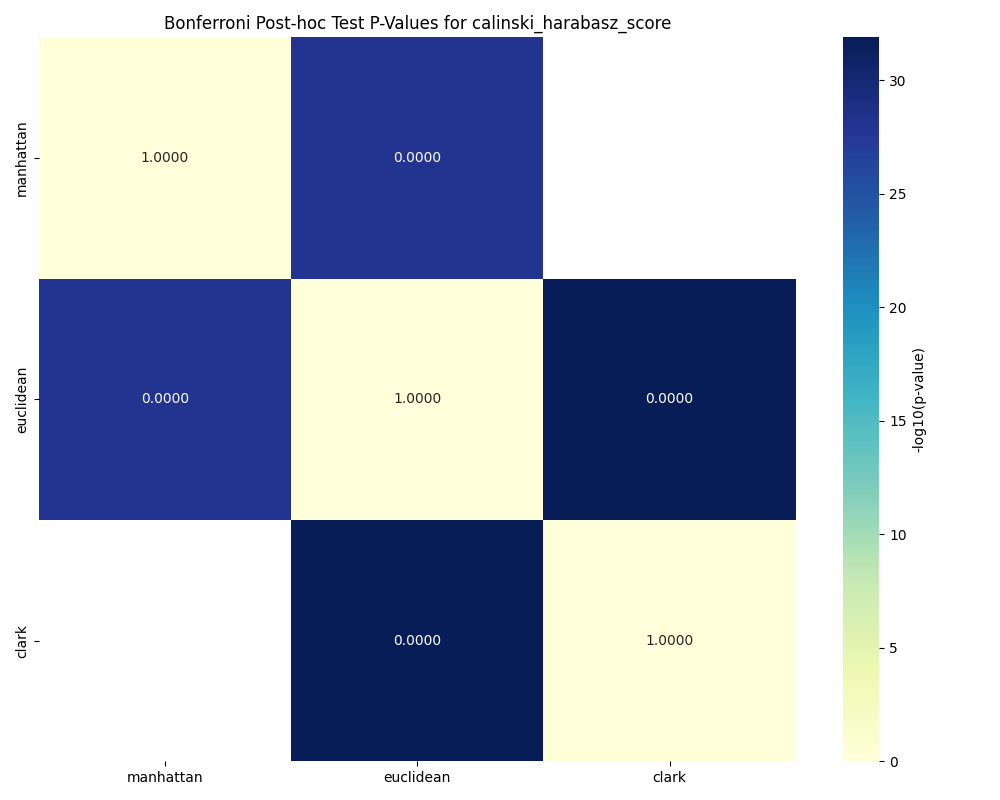 Bonferroni Post-hoc Test P-Values for calinski_harabasz_score
manhattan
1.0000
0.0000
euclidean
0.0000
1.0000
0.0000
clark
0.0000
1.0000
manhattan
euclidean
clark
30
25
20
15
10
5
0
-log10(p-value)